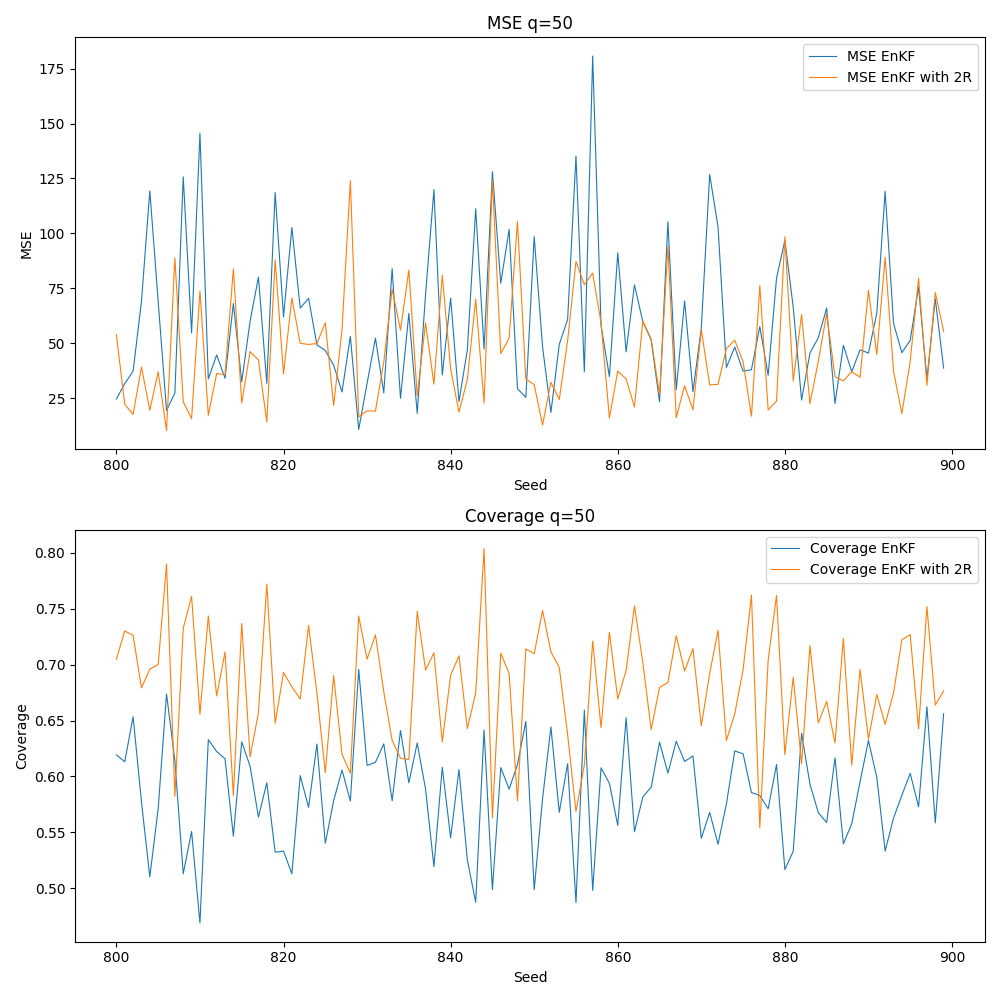 MSE q=50
MSE EnKF
MSE EnKF with 2R
175
150
125
100
75
50
25
MSE
800 820 840 860 880 900
Seed
Coverage q=50
Coverage EnKF
Coverage EnKF with 2R
0.80
0.75
0.70
0.65
0.60
0.55
0.50
Coverage
800 820 840 860 880 900
Seed